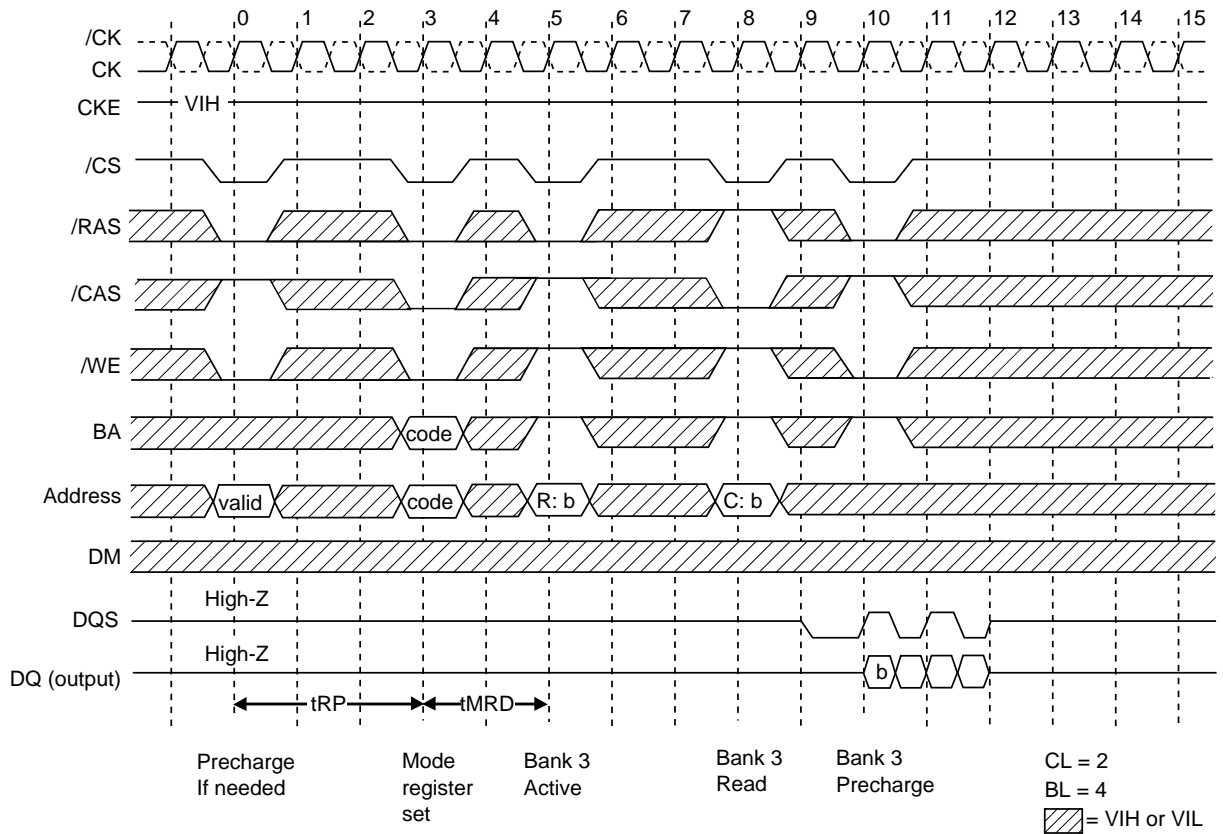 0 1 2 3 4 5 6 7 8 9 10 11 12 13 14 15
/CK
CK
CKE VIH
/CS
/RAS
/CAS
/WE
BA code
Address valid code R: b C: b
DM
High-Z
DQS
High-Z
DQ (output) b
tRP tMRD
Precharge
If needed
Mode
register
set
Bank 3
Active
Bank 3
Read
Bank 3
Precharge
CL = 2
BL = 4
= VIH or VIL